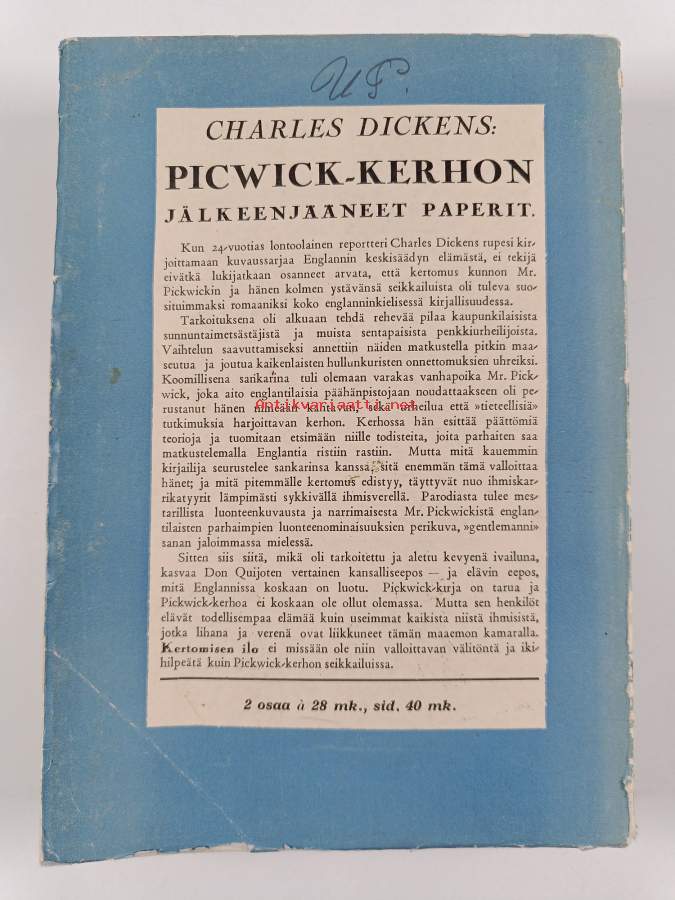 U F.
CHARLES DICKENS:
PICWICK-KERHON
JÄLKEENJÄÄNEET PAPERIT.
Kun 24-vuotias lontoolainen reportteri Charles Dickens rupesi kir-
joittamaan kuvaussarjaa Englannin keskisäädyn elämästä, ei tekijä
eivätkä lukijatkaan osanneet arvata, että kertomus kunnon Mr.
Pickwickin ja hänen kolmen ystävänsä seikkailuista oli tuleva suo-
situimmaksi romaaniksi koko englanninkielisessä kirjallisuudessa.
Tarkoituksena oli alkuaan tehdä rehevää pilaa kaupunkilaisista
sunnuntaimetsästäjistä ja muista sentapaisista penkkiurheilijoista.
Vaihtelun saavuttamiseksi annettiin näiden matkustella pitkin maa-
seutua ja joutua kaikenlaisten hullunkuristen onnettomuksien uhreiksi.
Koomillisena sankarina tuli olemaan varakas vanhapoika Mr. Pick-
wick, joka aito englantilaisia päähänpistojaan noudattaakseen oli pe-
rustanut hänen nimeään kantavan, sekä urheilua että »tieteellisiä»
Antikvariaatti.net
tutkimuksia harjoittavan kerhon. Kerhossa hän esittää päättömiä
teorioja ja tuomitaan etsimään niille todisteita, joita parhaiten saa
matkustelemalla Englantia ristiin rastiin. Mutta mitä kauemmin
kirjailija seurustelee sankarinsa kanssa, sitä enemmän tämä valloittaa
hänet; ja mitä pitemmälle kertomus edistyy, täyttyvät nuo ihmiskar-
rikatyyrit lämpimästi sykkivällä ihmisverellä. Parodiasta tulee mes-
tarillista luonteenkuvausta ja narrimaisesta Mr. Pickwickistä englan-
tilaisten parhaimpien luonteenominaisuuksien perikuva, »gentlemanni»
sanan jaloimmassa mielessä.
Sitten siis siitä, mikä oli tarkoitettu ja alettu kevyenä ivailuna,
kasvaa Don Quijoten vertainen kansalliseepos — ja elävin eepos,
mitä Englannissa koskaan on luotu. Pickwick-kirja on tarua ja
Pickwick-kerhoa ei koskaan ole ollut olemassa. Mutta sen henkilöt
elävät todellisempaa elämää kuin useimmat kaikista niistä ihmisistä,
jotka lihana ja verenä ovat liikkuneet tämän maaemon kamaralla.
Kertomisen ilo ei missään ole niin valloittavan välitöntä ja iki-
hilpeätä kuin Pickwick-kerhon seikkailuissa.
2 osaa à 28 mk., sid. 40 mk.